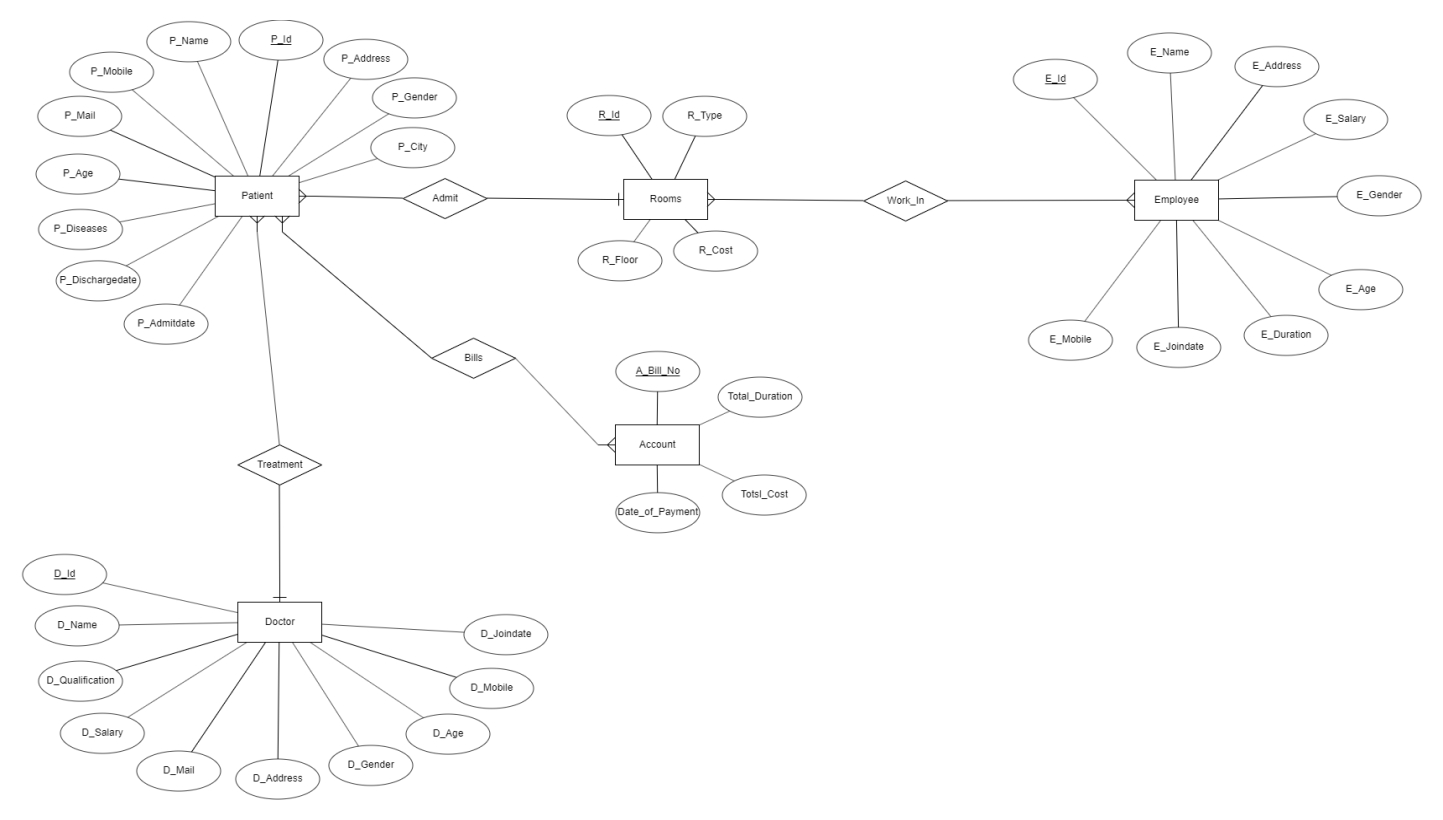 P_Name
P_Id
P_Address
P_Mobile
P_Gender
P_Mail
P_City
P_Age
Patient
P_Diseases
P_Dischargedate
P_Admitdate
Admit
R_Id
R_Type
Rooms
R_Floor
R_Cost
Work_In
E_Name
E_Address
E_Id
E_Salary
E_Gender
Employee
E_Age
E_Duration
E_Joindate
E_Mobile
Bills
A_Bill_No
Total_Duration
Account
Totsl_Cost
Date_of_Payment
Treatment
D_Id
D_Name
Doctor
D_Joindate
D_Qualification
D_Mobile
D_Salary
D_Age
D_Mail
D_Address
D_Gender